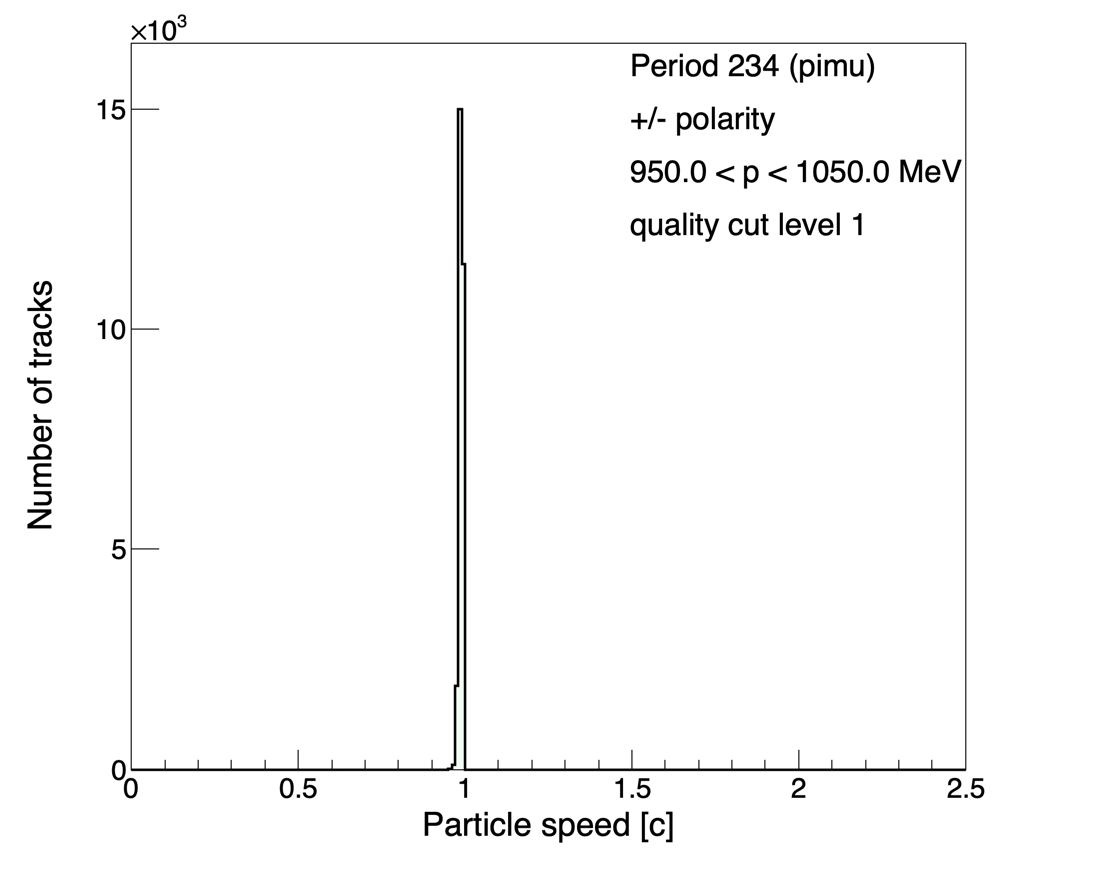 ×10³
Period 234 (pimu)
+/- polarity
950.0 < p < 1050.0 MeV
quality cut level 1
15
10
5
0
Number of tracks
0 0.5 1 1.5 2 2.5
Particle speed [c]